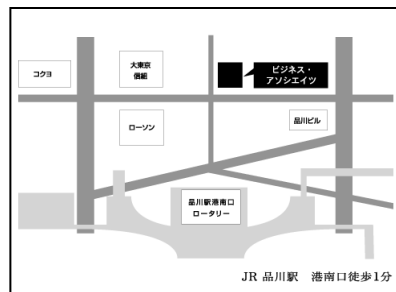 コクヨ
大東京
信組
ビジネス・
アソシエイツ
ローソン
品川ビル
品川駅港南口
ロータリー
JR 品川駅　港南口徒歩1分